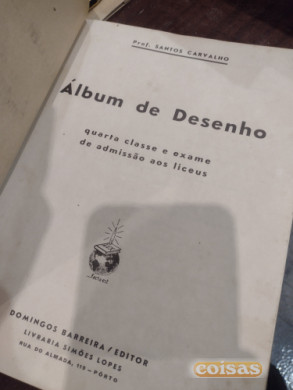 Prof. SANTOS CARVALHO
Álbum de Desenho
quarta classe e exame
de admissão aos liceus
DOMINGOS BARREIRA / EDITOR
LIVRARIA SIMÕES LOPES
RUA DO ALMADA, 119 — PÔRTO
coisas